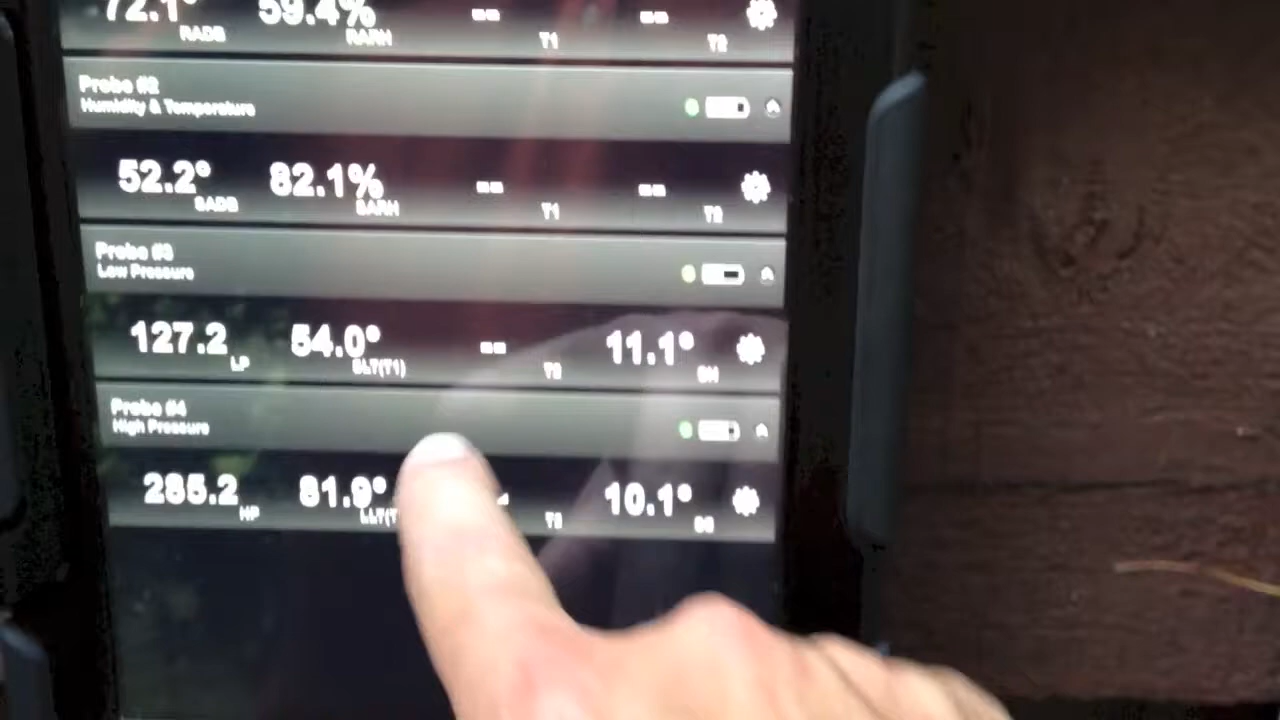 72.1° 59.4% -- --
RADB RARH T1 T2
Probe #2
Humidity & Temperature
52.2° 82.1% -- --
SADB SARH T1 T2
Probe #3
Low Pressure
127.2 54.0° -- 11.1°
LP SLT(T1) T2 SH
Probe #4
High Pressure
285.2 81.9° 10.1°
HP T2 SC